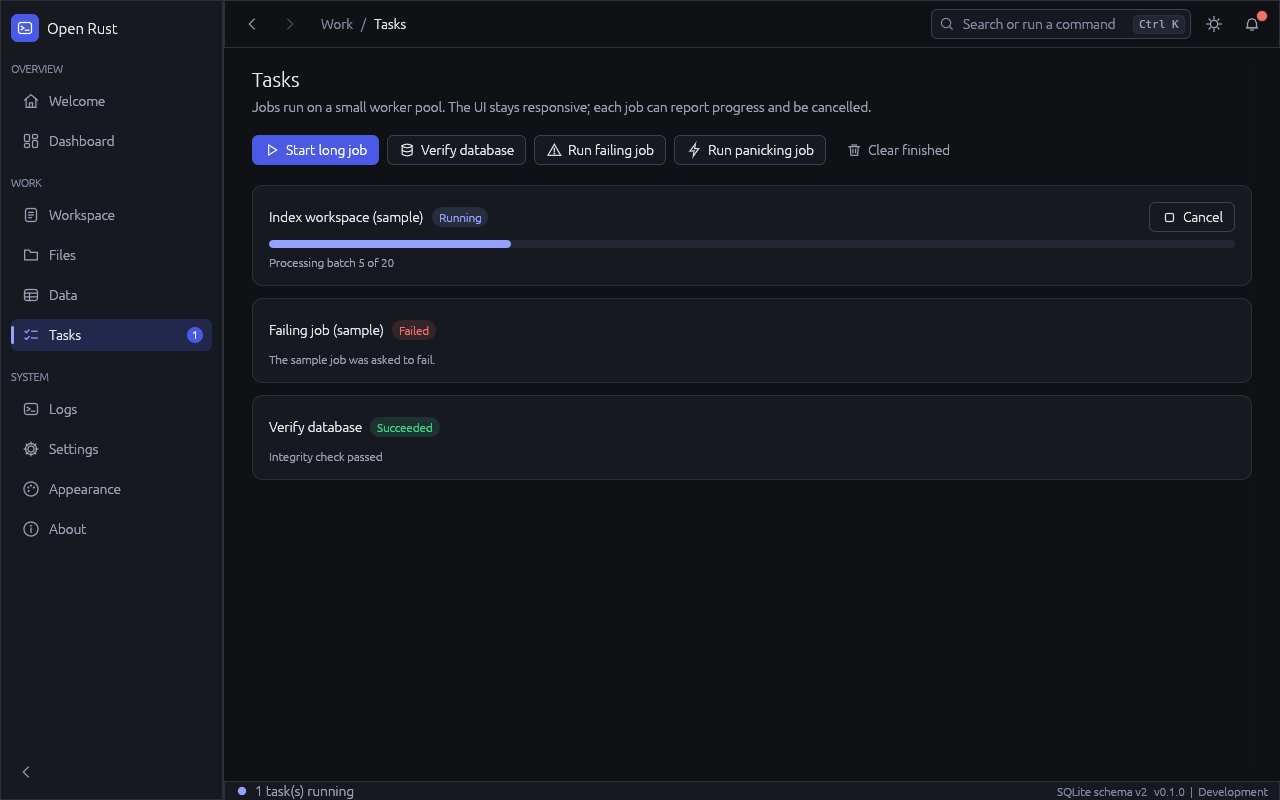 Open Rust
OVERVIEW
Welcome
Dashboard
WORK
Workspace
Files
Data
Tasks 1
SYSTEM
Logs
Settings
Appearance
About
Work / Tasks
Search or run a command Ctrl K
Tasks
Jobs run on a small worker pool. The UI stays responsive; each job can report progress and be cancelled.
Start long job Verify database Run failing job Run panicking job Clear finished
Index workspace (sample) Running Cancel
Processing batch 5 of 20
Failing job (sample) Failed
The sample job was asked to fail.
Verify database Succeeded
Integrity check passed
1 task(s) running
SQLite schema v2 v0.1.0 | Development